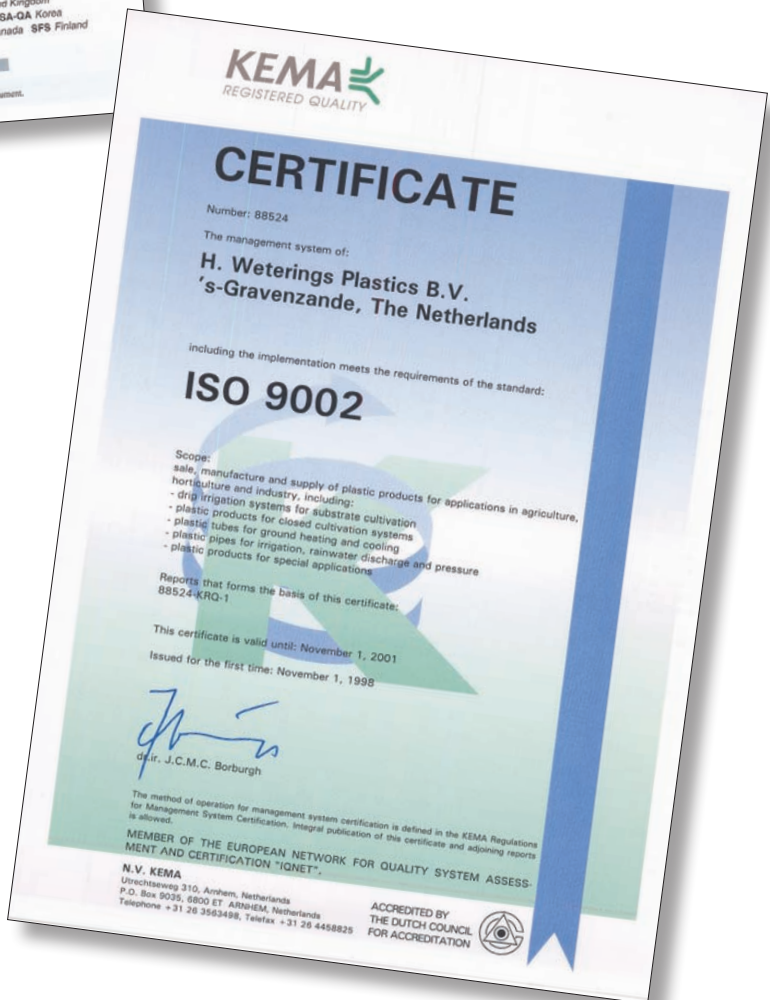 Kingdom
SA-QA Korea
SFS Finland
KEMA
REGISTERED QUALITY
CERTIFICATE
Number: 88524
The management system of:
H. Weterings Plastics B.V.
's-Gravenzande, The Netherlands
including the implementation meets the requirements of the standard:
ISO 9002
Scope:
sale, manufacture and supply of plastic products for applications in agriculture,
horticulture and industry, including:
- drip irrigation systems for substrate cultivation
- plastic products for closed cultivation systems
- plastic tubes for ground heating and cooling
- plastic pipes for irrigation, rainwater discharge and pressure
- plastic products for special applications
Reports that forms the basis of this certificate:
88524-KRQ-1
This certificate is valid until: November 1, 2001
Issued for the first time: November 1, 1998
dr.ir. J.C.M.C. Borburgh
The method of operation for management system certification is defined in the KEMA Regulations
for Management System Certification. Integral publication of this certificate and adjoining reports
is allowed.
MEMBER OF THE EUROPEAN NETWORK FOR QUALITY SYSTEM ASSESS-
MENT AND CERTIFICATION "IQNET".
N.V. KEMA
Utrechtseweg 310, Arnhem, Netherlands
P.O. Box 9035, 6800 ET ARNHEM, Netherlands
Telephone +31 26 3563498, Telefax +31 26 4458825
ACCREDITED BY
THE DUTCH COUNCIL
FOR ACCREDITATION